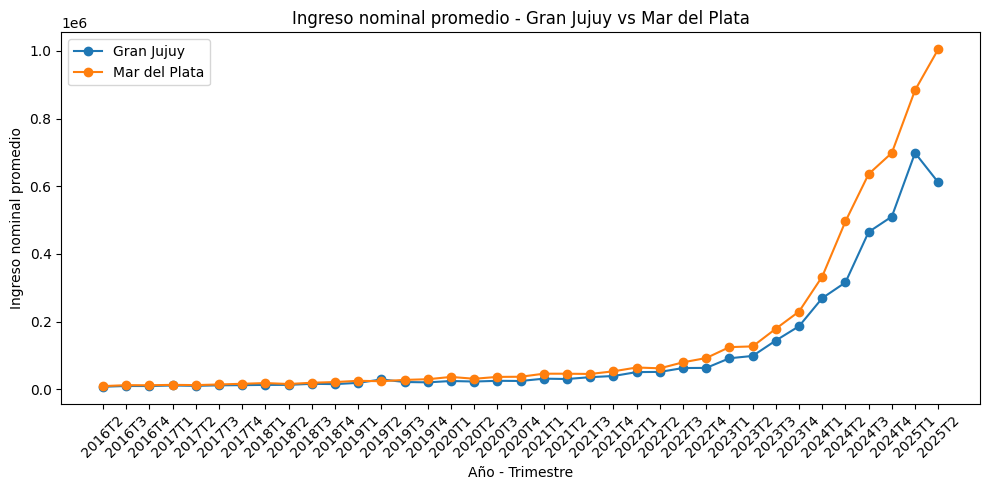 Ingreso nominal promedio - Gran Jujuy vs Mar del Plata
1e6
Gran Jujuy
Mar del Plata
1.0
0.8
0.6
0.4
0.2
0.0
Ingreso nominal promedio
2016T2
2016T3
2016T4
2017T1
2017T2
2017T3
2017T4
2018T1
2018T2
2018T3
2018T4
2019T1
2019T2
2019T3
2019T4
2020T1
2020T2
2020T3
2020T4
2021T1
2021T2
2021T3
2021T4
2022T1
2022T2
2022T3
2022T4
2023T1
2023T2
2023T3
2023T4
2024T1
2024T2
2024T3
2024T4
2025T1
2025T2
Año - Trimestre